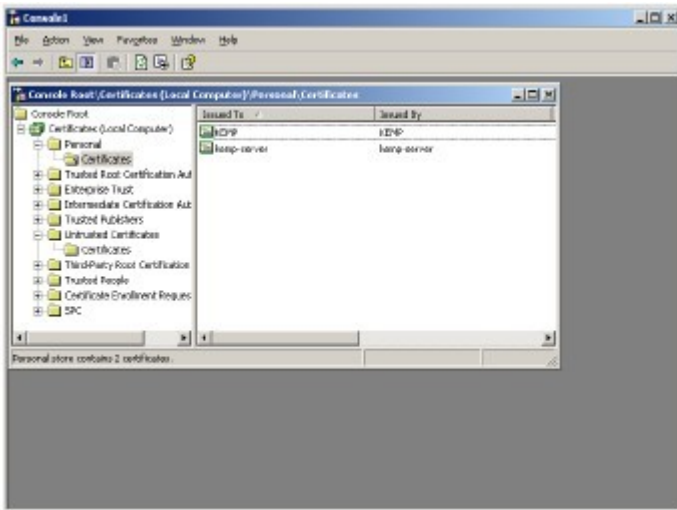 Console1
File Action View Favorites Window Help
Console Root\Certificates (Local Computer)\Personal\Certificates
Console Root
Certificates (Local Computer)
Personal
Certificates
Trusted Root Certification Aut
Enterprise Trust
Intermediate Certification Aut
Trusted Publishers
Untrusted Certificates
Certificates
Third-Party Root Certification
Trusted People
Certificate Enrollment Reques
SPC
Issued To Issued By
KEMP KEMP
kemp-server kemp-server
Personal store contains 2 certificates.